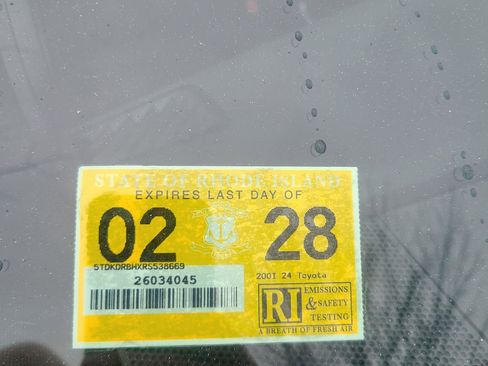 STATE OF RHODE ISLAND
EXPIRES LAST DAY OF
02 28
5TDKDRBHXRS538669
26034045
200I 24 Toyota
RI EMISSIONS
& SAFETY
TESTING
A BREATH OF FRESH AIR